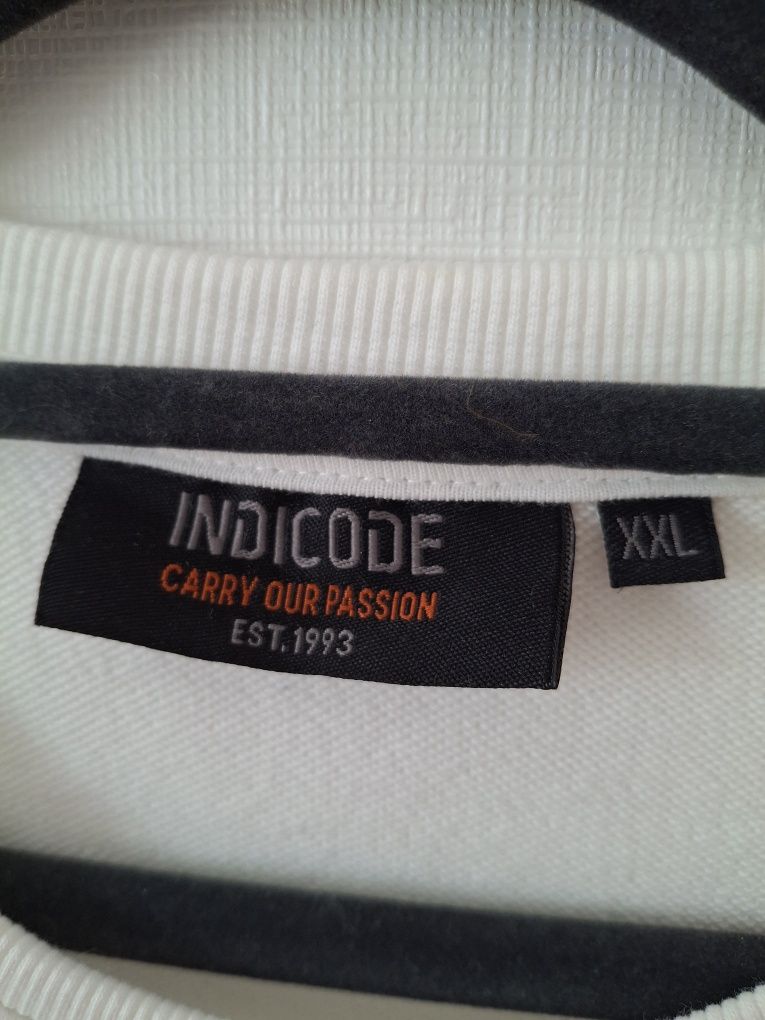 INDICODE
CARRY OUR PASSION
EST.1993
XXL